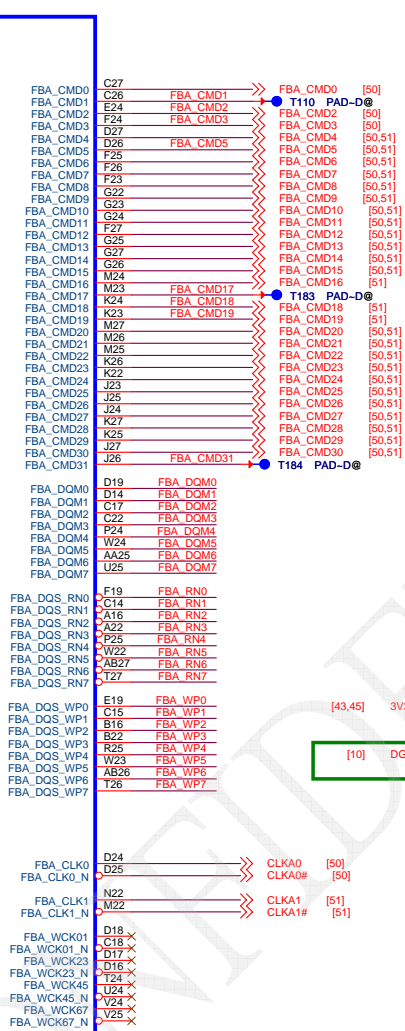 FBA_CMD0 C27 FBA_CMD0 [50]
FBA_CMD1 C26 FBA_CMD1 T110 PAD~D@
FBA_CMD2 E24 FBA_CMD2 FBA_CMD2 [50]
FBA_CMD3 F24 FBA_CMD3 FBA_CMD3 [50]
FBA_CMD4 D27 FBA_CMD4 [50,51]
FBA_CMD5 D26 FBA_CMD5 FBA_CMD5 [50,51]
FBA_CMD6 F25 FBA_CMD6 [50,51]
FBA_CMD7 F26 FBA_CMD7 [50,51]
FBA_CMD8 F23 FBA_CMD8 [50,51]
FBA_CMD9 G22 FBA_CMD9 [50,51]
FBA_CMD10 G23 FBA_CMD10 [50,51]
FBA_CMD11 G24 FBA_CMD11 [50,51]
FBA_CMD12 F27 FBA_CMD12 [50,51]
FBA_CMD13 G25 FBA_CMD13 [50,51]
FBA_CMD14 G27 FBA_CMD14 [50,51]
FBA_CMD15 G26 FBA_CMD15 [50,51]
FBA_CMD16 M24 FBA_CMD16 [51]
FBA_CMD17 M23 FBA_CMD17 T183 PAD~D@
FBA_CMD18 K24 FBA_CMD18 FBA_CMD18 [51]
FBA_CMD19 K23 FBA_CMD19 FBA_CMD19 [51]
FBA_CMD20 M27 FBA_CMD20 [50,51]
FBA_CMD21 M26 FBA_CMD21 [50,51]
FBA_CMD22 M25 FBA_CMD22 [50,51]
FBA_CMD23 K26 FBA_CMD23 [50,51]
FBA_CMD24 K22 FBA_CMD24 [50,51]
FBA_CMD25 J23 FBA_CMD25 [50,51]
FBA_CMD26 J25 FBA_CMD26 [50,51]
FBA_CMD27 J24 FBA_CMD27 [50,51]
FBA_CMD28 K27 FBA_CMD28 [50,51]
FBA_CMD29 K25 FBA_CMD29 [50,51]
FBA_CMD30 J27 FBA_CMD30 [50,51]
FBA_CMD31 J26 FBA_CMD31 T184 PAD~D@
FBA_DQM0 D19 FBA_DQM0
FBA_DQM1 D14 FBA_DQM1
FBA_DQM2 C17 FBA_DQM2
FBA_DQM3 C22 FBA_DQM3
FBA_DQM4 P24 FBA_DQM4
FBA_DQM5 W24 FBA_DQM5
FBA_DQM6 AA25 FBA_DQM6
FBA_DQM7 U25 FBA_DQM7
FBA_DQS_RN0 F19 FBA_RN0
FBA_DQS_RN1 C14 FBA_RN1
FBA_DQS_RN2 A16 FBA_RN2
FBA_DQS_RN3 A22 FBA_RN3
FBA_DQS_RN4 P25 FBA_RN4
FBA_DQS_RN5 W22 FBA_RN5
FBA_DQS_RN6 AB27 FBA_RN6
FBA_DQS_RN7 T27 FBA_RN7
FBA_DQS_WP0 E19 FBA_WP0 [43,45]
FBA_DQS_WP1 C15 FBA_WP1
FBA_DQS_WP2 B16 FBA_WP2
FBA_DQS_WP3 B22 FBA_WP3
FBA_DQS_WP4 R25 FBA_WP4 [10] DG
FBA_DQS_WP5 W23 FBA_WP5
FBA_DQS_WP6 AB26 FBA_WP6
FBA_DQS_WP7 T26 FBA_WP7
FBA_CLK0 D24 CLKA0 [50]
FBA_CLK0_N D25 CLKA0# [50]
FBA_CLK1 N22 CLKA1 [51]
FBA_CLK1_N M22 CLKA1# [51]
FBA_WCK01 D18
FBA_WCK01_N C18
FBA_WCK23 D17
FBA_WCK23_N D16
FBA_WCK45 T24
FBA_WCK45_N U24
FBA_WCK67 V24
FBA_WCK67_N V25